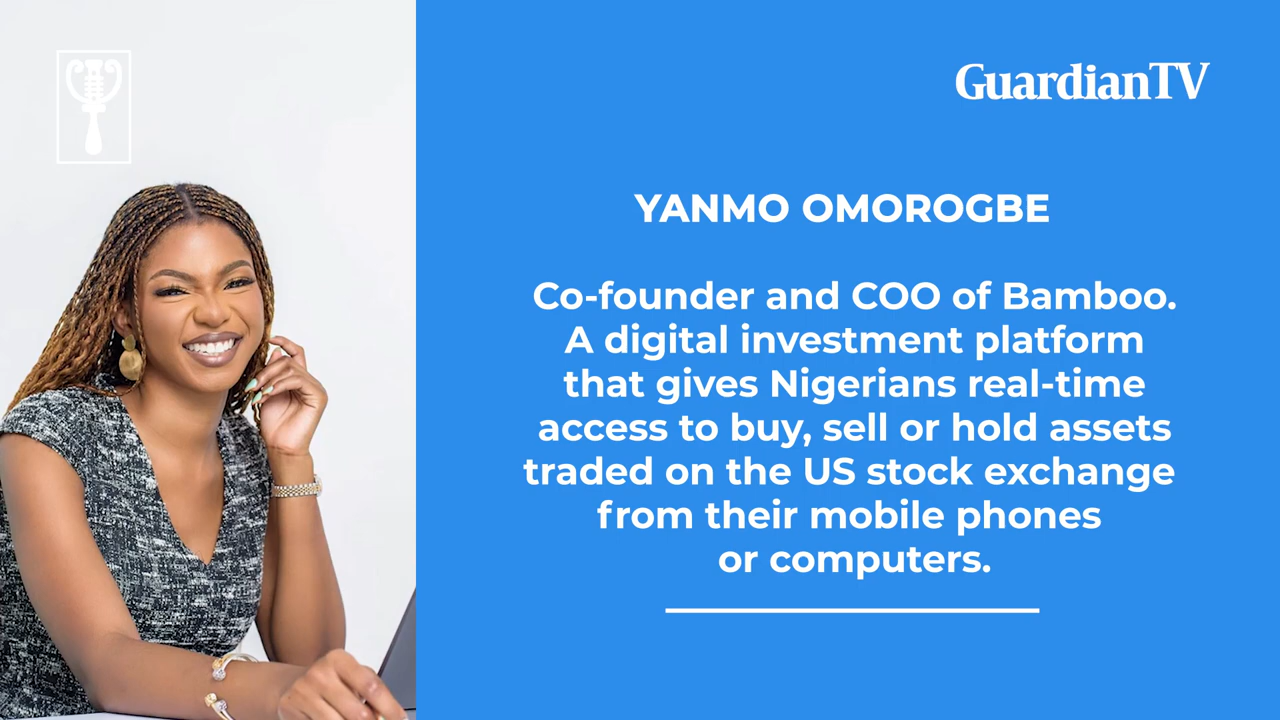 GuardianTV
YANMO OMOROGBE
Co-founder and COO of Bamboo.
A digital investment platform
that gives Nigerians real-time
access to buy, sell or hold assets
traded on the US stock exchange
from their mobile phones
or computers.